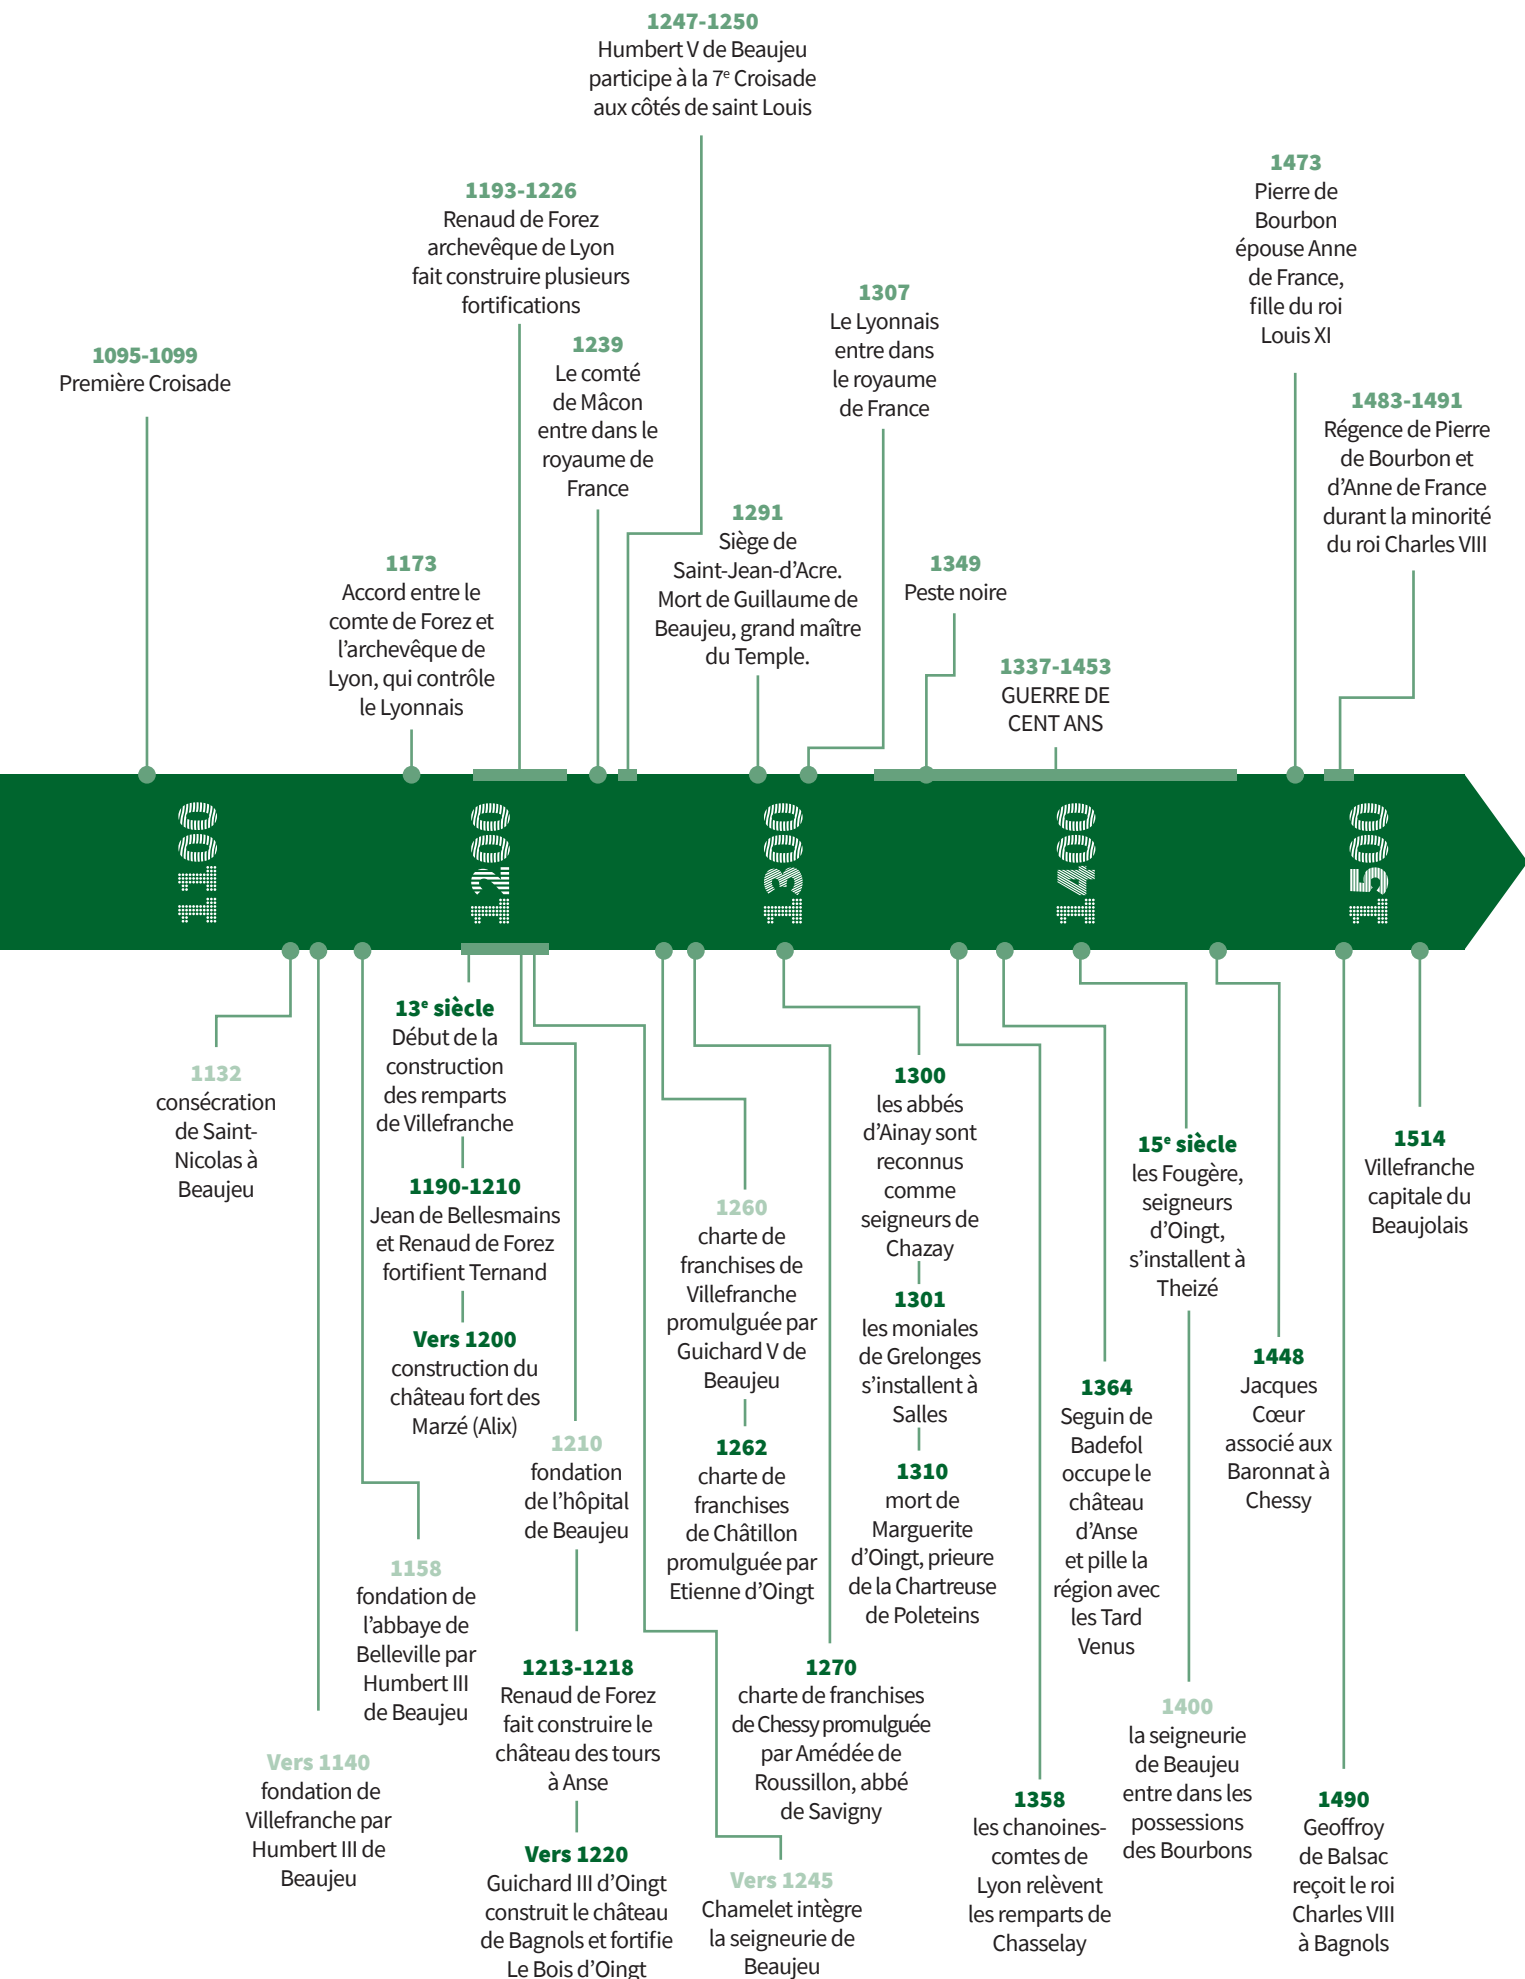 1247-1250
Humbert V de Beaujeu
participe à la 7e Croisade
aux côtés de saint Louis
1473
Pierre de
Bourbon
épouse Anne
de France,
fille du roi
Louis XI
1193-1226
Renaud de Forez
archevêque de Lyon
fait construire plusieurs
fortifications
1307
Le Lyonnais
entre dans
le royaume
de France
1239
Le comté
de Mâcon
entre dans le
royaume de
France
1095-1099
Première Croisade
1483-1491
Régence de Pierre
de Bourbon et
d’Anne de France
durant la minorité
du roi Charles VIII
1291
Siège de
Saint-Jean-d’Acre.
Mort de Guillaume de
Beaujeu, grand maître
du Temple.
1173
Accord entre le
comte de Forez et
l’archevêque de
Lyon, qui contrôle
le Lyonnais
1349
Peste noire
1337-1453
GUERRE DE
CENT ANS
1100
1200
1300
1400
1500
1132
consécration
de Saint-
Nicolas à
Beaujeu
13e siècle
Début de la
construction
des remparts
de Villefranche
1190-1210
Jean de Bellesmains
et Renaud de Forez
fortifient Ternand
Vers 1200
construction du
château fort des
Marzé (Alix)
1210
fondation
de l’hôpital
de Beaujeu
1213-1218
Renaud de Forez
fait construire le
château des tours
à Anse
Vers 1220
Guichard III d’Oingt
construit le château
de Bagnols et fortifie
Le Bois d’Oingt
1158
fondation de
l’abbaye de
Belleville par
Humbert III
de Beaujeu
Vers 1140
fondation de
Villefranche par
Humbert III de
Beaujeu
1260
charte de
franchises de
Villefranche
promulguée par
Guichard V de
Beaujeu
1262
charte de
franchises
de Châtillon
promulguée par
Etienne d’Oingt
1270
charte de franchises
de Chessy promulguée
par Amédée de
Roussillon, abbé
de Savigny
Vers 1245
Chamelet intègre
la seigneurie de
Beaujeu
1300
les abbés
d’Ainay sont
reconnus
comme
seigneurs de
Chazay
1301
les moniales
de Grelonges
s’installent à
Salles
1310
mort de
Marguerite
d’Oingt, prieure
de la Chartreuse
de Poleteins
1358
les chanoines-
comtes de
Lyon relèvent
les remparts de
Chasselay
1364
Seguin de
Badefol
occupe le
château
d’Anse
et pille la
région avec
les Tard
Venus
15e siècle
les Fougère,
seigneurs
d’Oingt,
s’installent à
Theizé
1400
la seigneurie
de Beaujeu
entre dans les
possessions
des Bourbons
1448
Jacques
Cœur
associé aux
Baronnat à
Chessy
1490
Geoffroy
de Balsac
reçoit le roi
Charles VIII
à Bagnols
1514
Villefranche
capitale du
Beaujolais